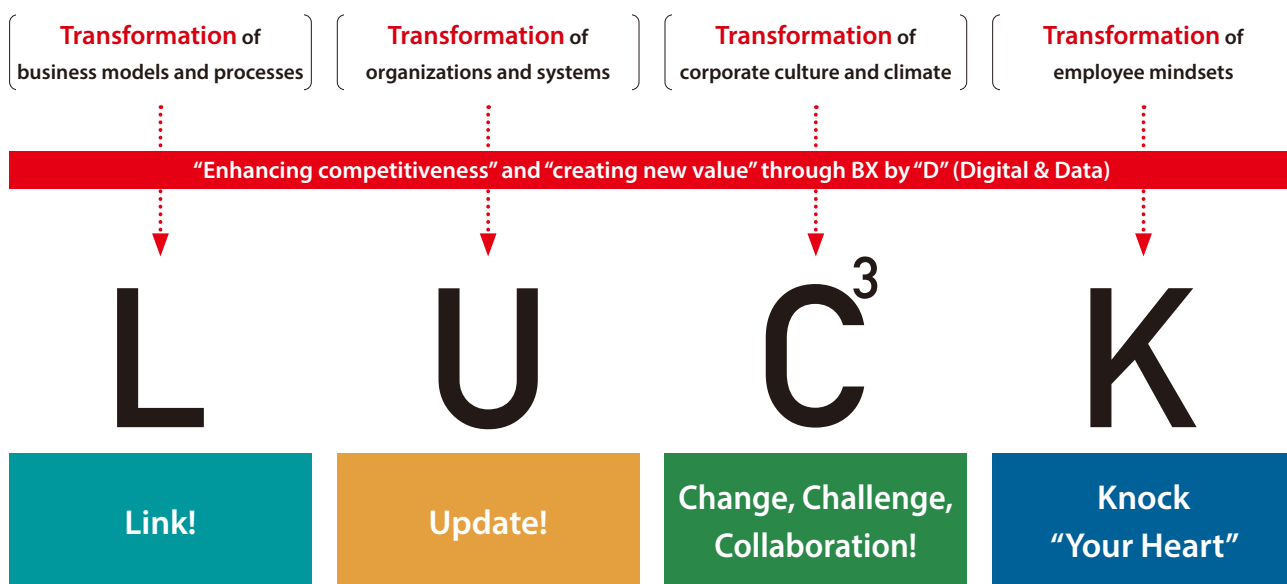 Transformation of
business models and processes
Transformation of
organizations and systems
Transformation of
corporate culture and climate
Transformation of
employee mindsets
“Enhancing competitiveness” and “creating new value” through BX by “D” (Digital & Data)
L
U
C³
K
Link!
Update!
Change, Challenge,
Collaboration!
Knock
“Your Heart”